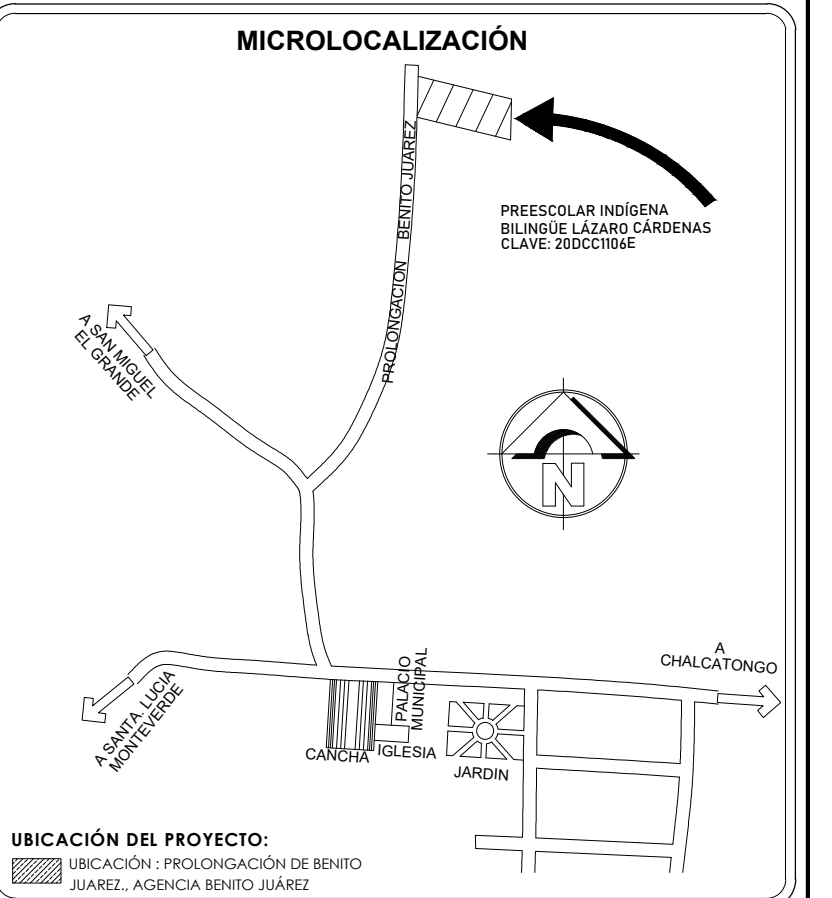 MICROLOCALIZACIÓN
PROLONGACION BENITO JUAREZ
PREESCOLAR INDÍGENA
BILINGÜE LÁZARO CÁRDENAS
CLAVE: 20DCC1106E
A SAN MIGUEL
EL GRANDE
N
A
CHALCATONGO
PALACIO
MUNICIPAL
A SANTA. LUCIA
MONTEVERDE
CANCHA
IGLESIA
JARDIN
UBICACIÓN DEL PROYECTO:
UBICACIÓN : PROLONGACIÓN DE BENITO
JUAREZ., AGENCIA BENITO JUÁREZ